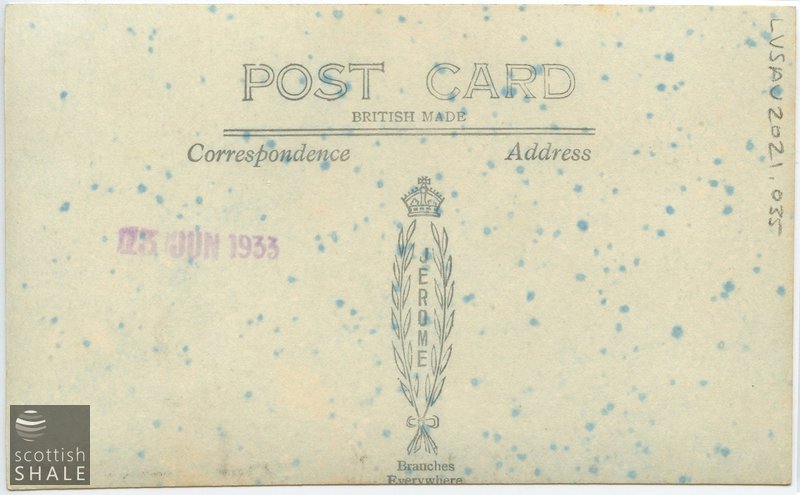 POST CARD
BRITISH MADE
Correspondence Address
JUN 1933
JEROME
Branches
Everywhere
LVSAV2021.035
scottish
SHALE